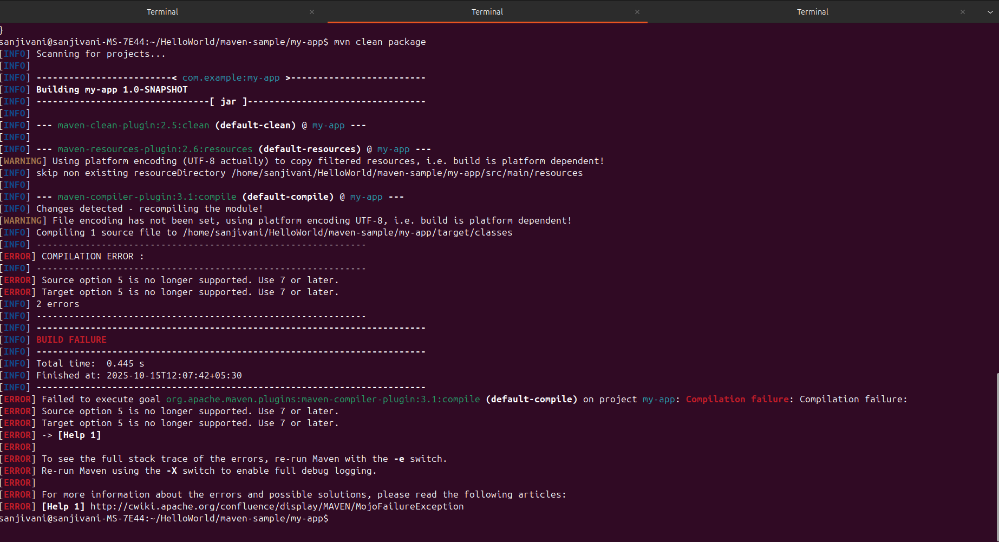 Terminal × Terminal × Terminal ×
}
sanjivani@sanjivani-MS-7E44:~/HelloWorld/maven-sample/my-app$ mvn clean package
[INFO] Scanning for projects...
[INFO]
[INFO] -------------------------< com.example:my-app >-------------------------
[INFO] Building my-app 1.0-SNAPSHOT
[INFO] --------------------------------[ jar ]---------------------------------
[INFO]
[INFO] --- maven-clean-plugin:2.5:clean (default-clean) @ my-app ---
[INFO]
[INFO] --- maven-resources-plugin:2.6:resources (default-resources) @ my-app ---
[WARNING] Using platform encoding (UTF-8 actually) to copy filtered resources, i.e. build is platform dependent!
[INFO] skip non existing resourceDirectory /home/sanjivani/HelloWorld/maven-sample/my-app/src/main/resources
[INFO]
[INFO] --- maven-compiler-plugin:3.1:compile (default-compile) @ my-app ---
[INFO] Changes detected - recompiling the module!
[WARNING] File encoding has not been set, using platform encoding UTF-8, i.e. build is platform dependent!
[INFO] Compiling 1 source file to /home/sanjivani/HelloWorld/maven-sample/my-app/target/classes
[INFO] -------------------------------------------------------------
[ERROR] COMPILATION ERROR :
[INFO] -------------------------------------------------------------
[ERROR] Source option 5 is no longer supported. Use 7 or later.
[ERROR] Target option 5 is no longer supported. Use 7 or later.
[INFO] 2 errors
[INFO] -------------------------------------------------------------
[INFO] ------------------------------------------------------------------------
[INFO] BUILD FAILURE
[INFO] ------------------------------------------------------------------------
[INFO] Total time:  0.445 s
[INFO] Finished at: 2025-10-15T12:07:42+05:30
[INFO] ------------------------------------------------------------------------
[ERROR] Failed to execute goal org.apache.maven.plugins:maven-compiler-plugin:3.1:compile (default-compile) on project my-app: Compilation failure: Compilation failure:
[ERROR] Source option 5 is no longer supported. Use 7 or later.
[ERROR] Target option 5 is no longer supported. Use 7 or later.
[ERROR] -> [Help 1]
[ERROR]
[ERROR] To see the full stack trace of the errors, re-run Maven with the -e switch.
[ERROR] Re-run Maven using the -X switch to enable full debug logging.
[ERROR]
[ERROR] For more information about the errors and possible solutions, please read the following articles:
[ERROR] [Help 1] http://cwiki.apache.org/confluence/display/MAVEN/MojoFailureException
sanjivani@sanjivani-MS-7E44:~/HelloWorld/maven-sample/my-app$